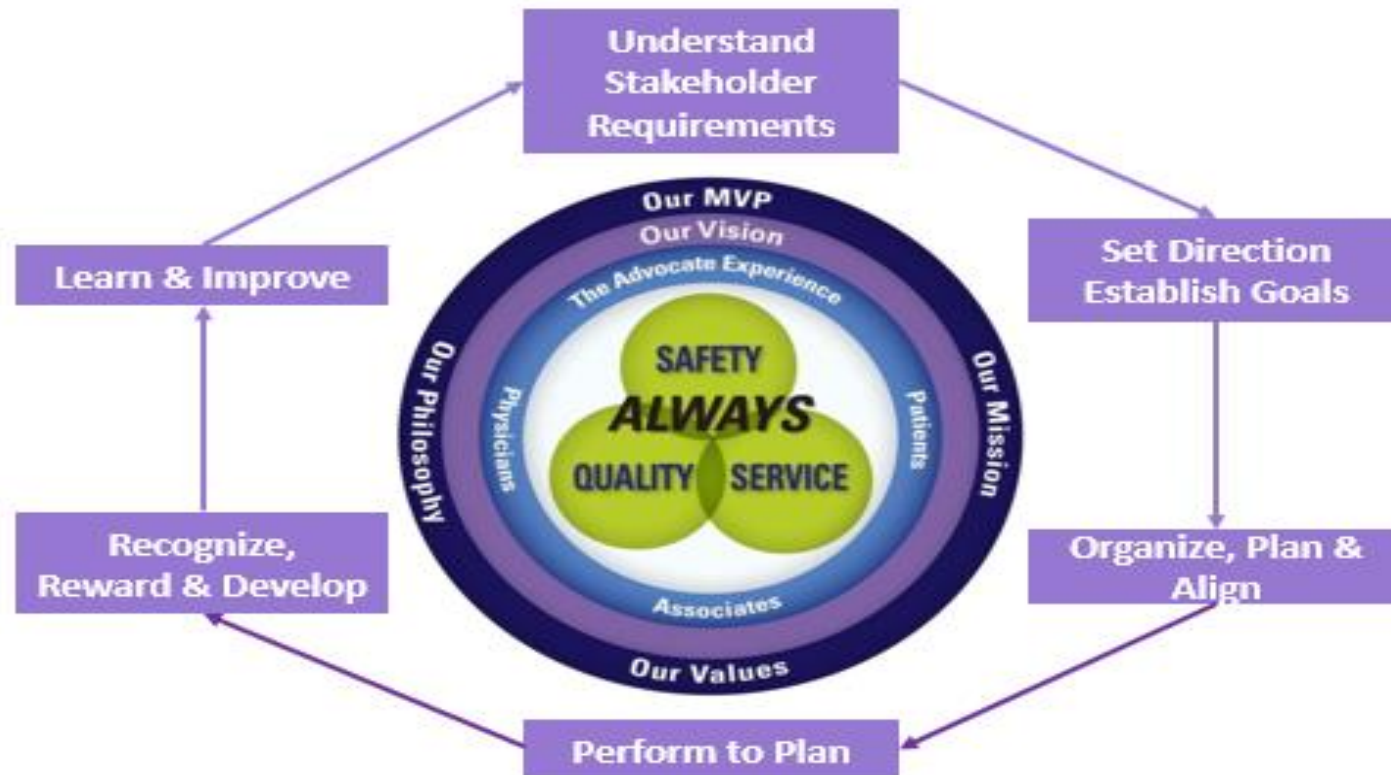 Understand
Stakeholder
Requirements
Set Direction
Establish Goals
Organize, Plan &
Align
Perform to Plan
Recognize,
Reward & Develop
Learn & Improve
Our MVP
Our Mission
Our Values
Our Philosophy
Our Vision
The Advocate Experience
Patients
Associates
Physicians
SAFETY
ALWAYS
QUALITY SERVICE